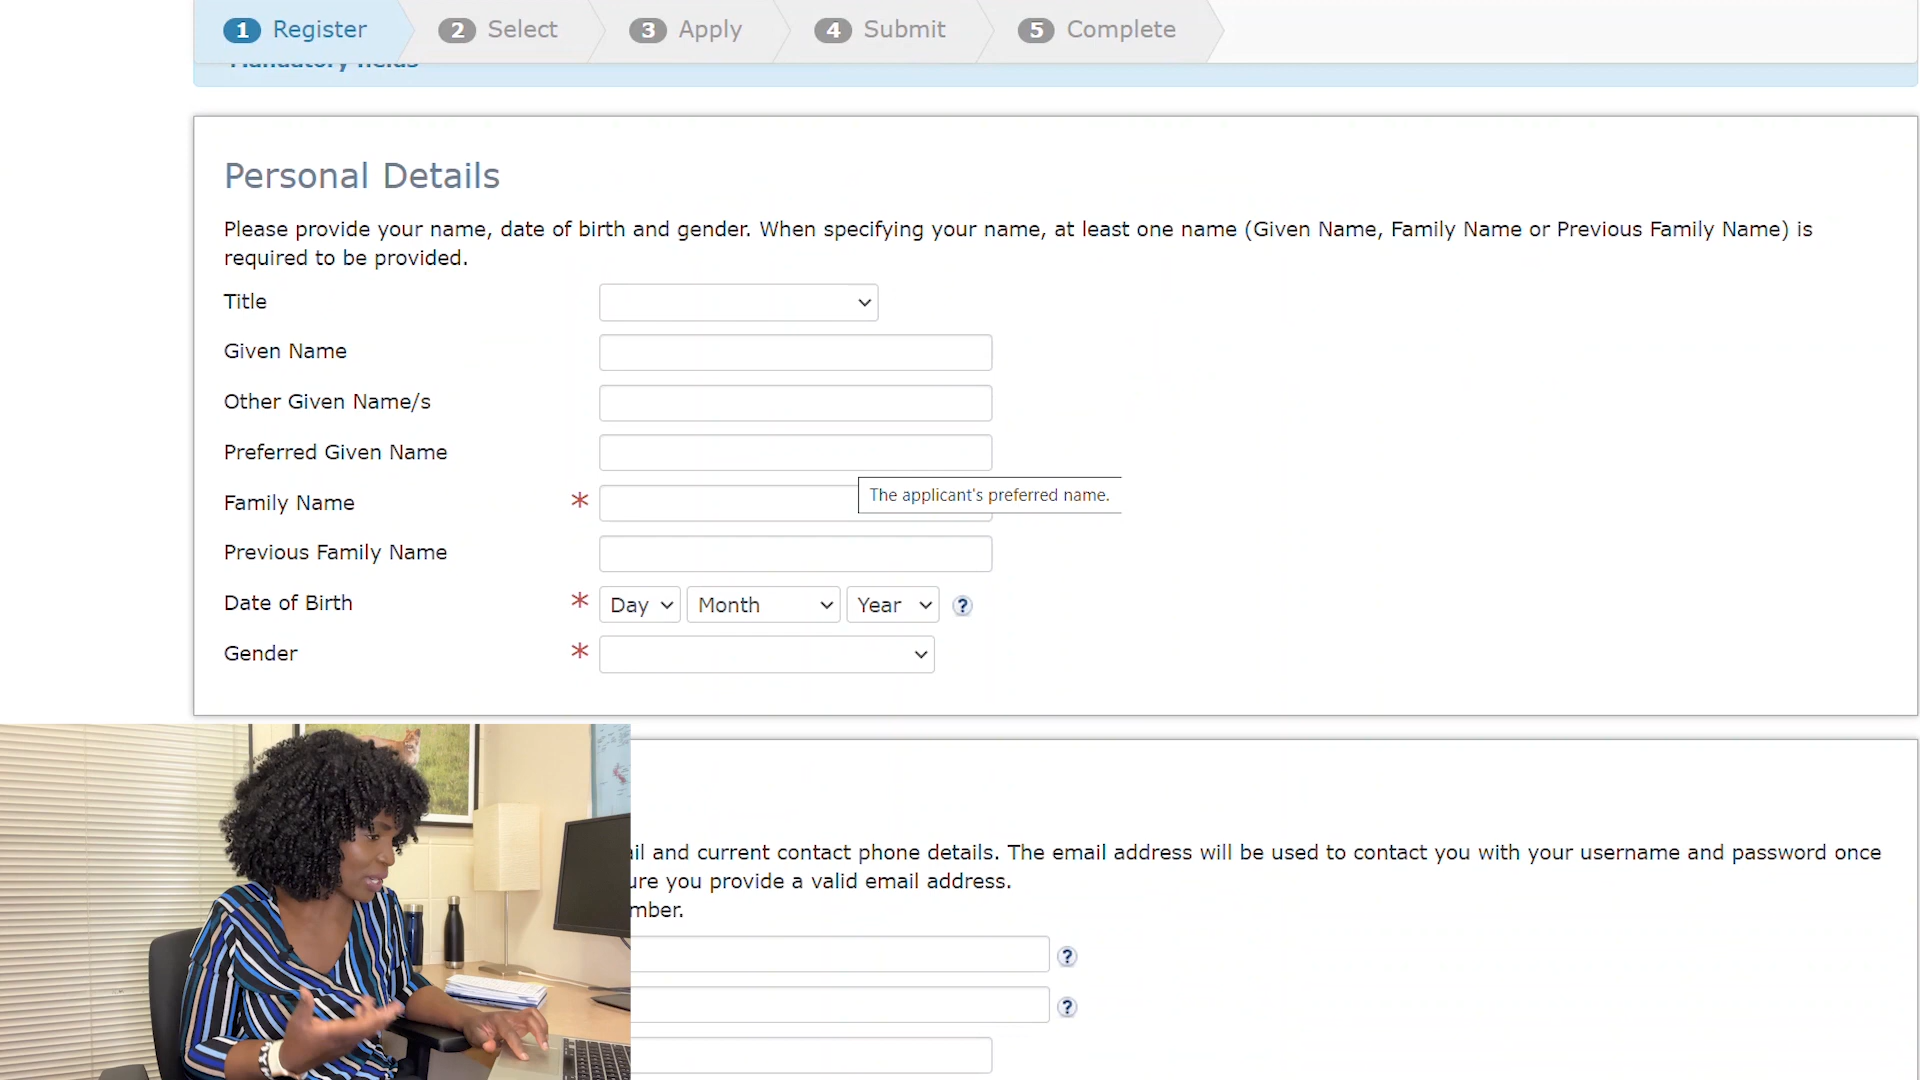 1 Register 2 Select 3 Apply 4 Submit 5 Complete
Mandatory fields
Personal Details
Please provide your name, date of birth and gender. When specifying your name, at least one name (Given Name, Family Name or Previous Family Name) is
required to be provided.
Title
Given Name
Other Given Name/s
Preferred Given Name
The applicant's preferred name.
Family Name *
Previous Family Name
Date of Birth * Day Month Year ?
Gender *
il and current contact phone details. The email address will be used to contact you with your username and password once
ure you provide a valid email address.
mber.
?
?